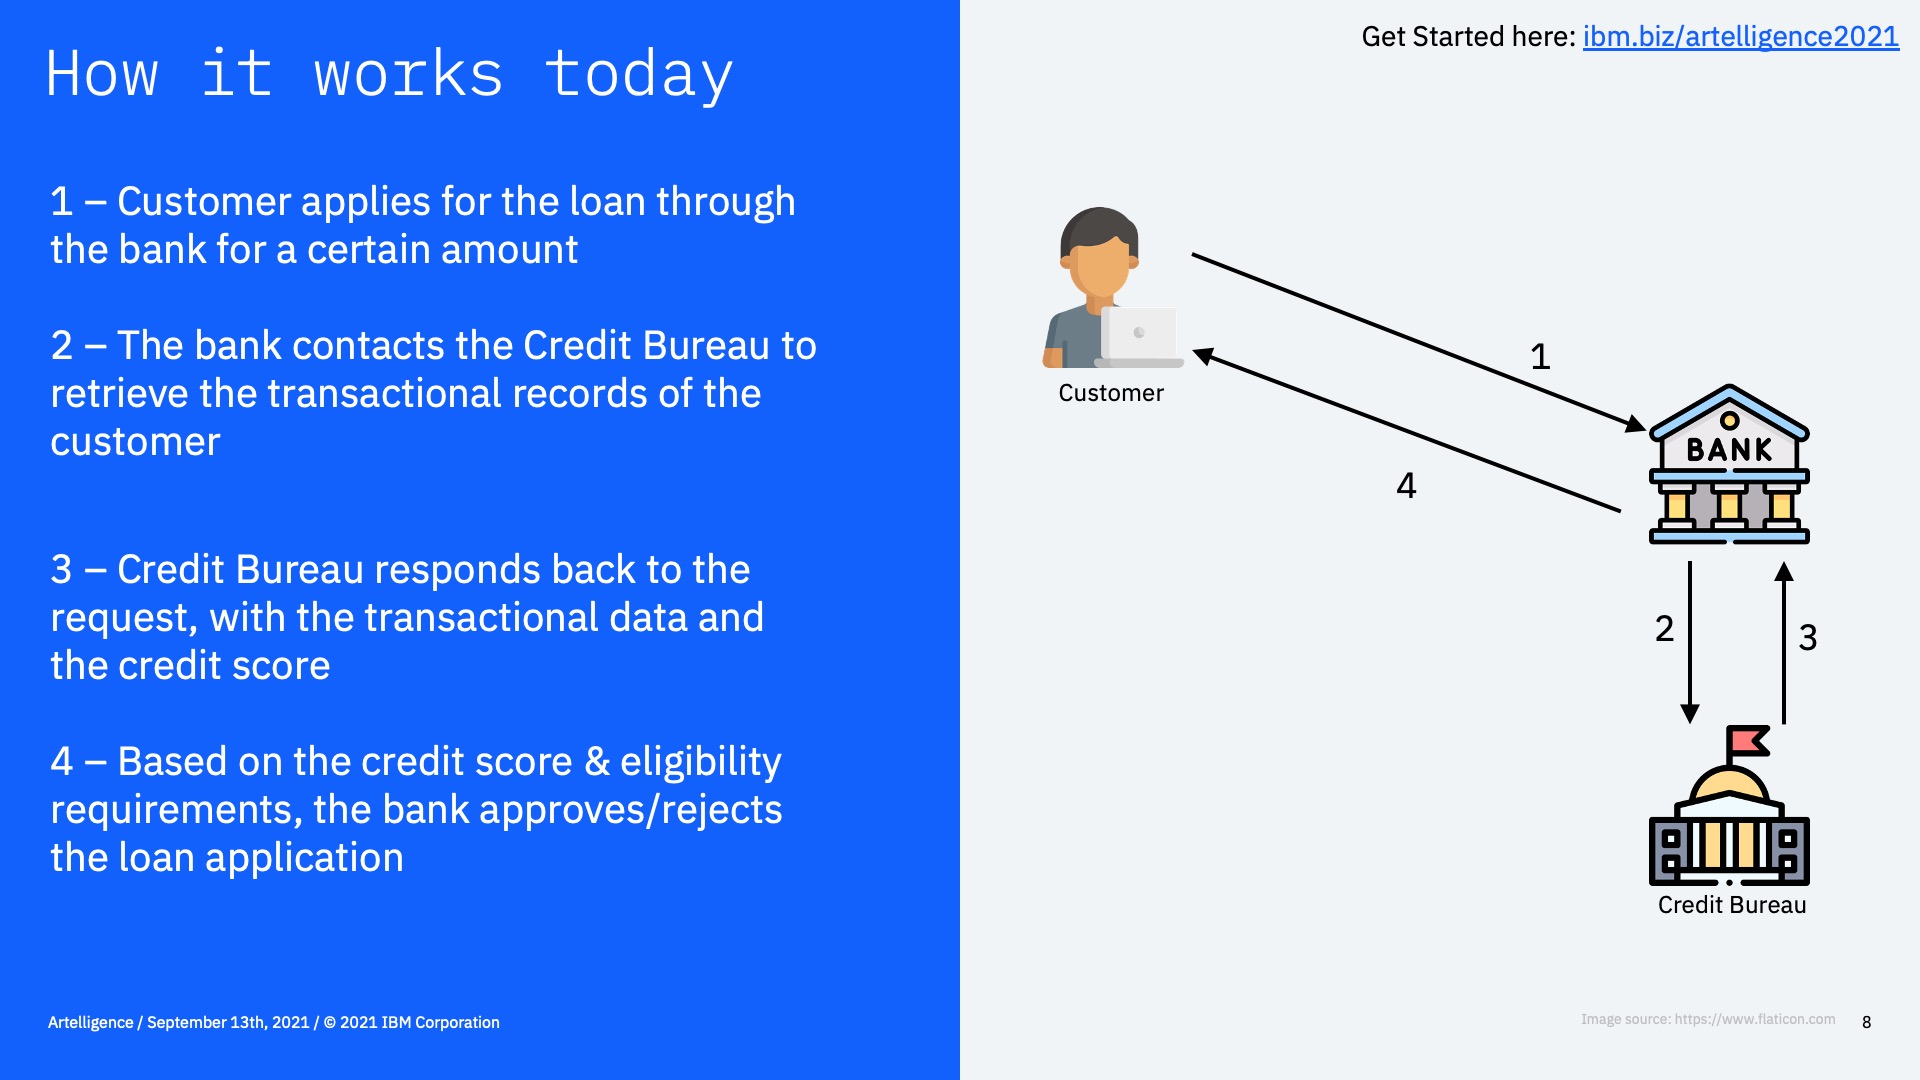 How it works today
1 – Customer applies for the loan through
the bank for a certain amount
2 – The bank contacts the Credit Bureau to
retrieve the transactional records of the
customer
3 – Credit Bureau responds back to the
request, with the transactional data and
the credit score
4 – Based on the credit score & eligibility
requirements, the bank approves/rejects
the loan application
Artelligence / September 13th, 2021 / © 2021 IBM Corporation
Get Started here: ibm.biz/artelligence2021
Customer
1
4
BANK
2
3
Credit Bureau
Image source: https://www.flaticon.com
8